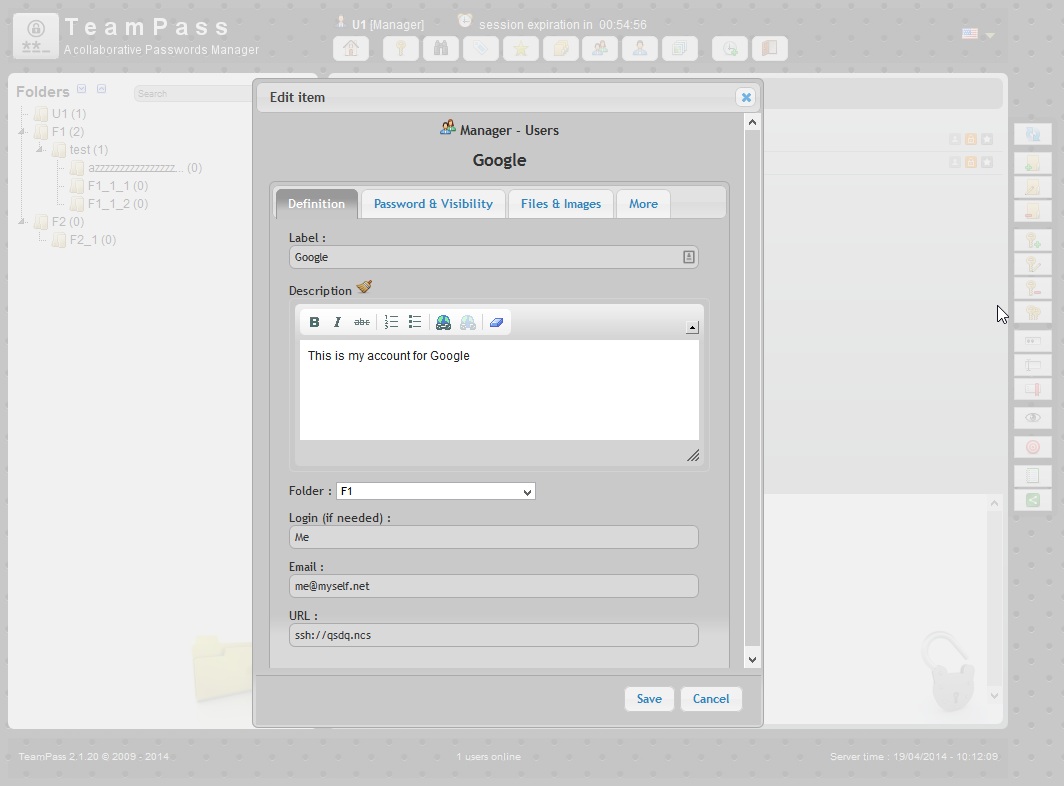 TeamPass
A collaborative Passwords Manager
U1 [Manager] session expiration in 00:54:56
Folders
Search
U1 (1)
F1 (2)
test (1)
F1_1_1 (0)
F1_1_2 (0)
F2 (0)
F2_1 (0)
Edit item
Manager - Users
Google
Definition Password & Visibility Files & Images More
Label :
Google
Description
B I abc
This is my account for Google
Folder : F1
Login (if needed) :
Me
Email :
me@myself.net
URL :
ssh://qsdq.ncs
Save Cancel
TeamPass 2.1.20 © 2009 - 2014 1 users online Server time : 19/04/2014 - 10:12:09